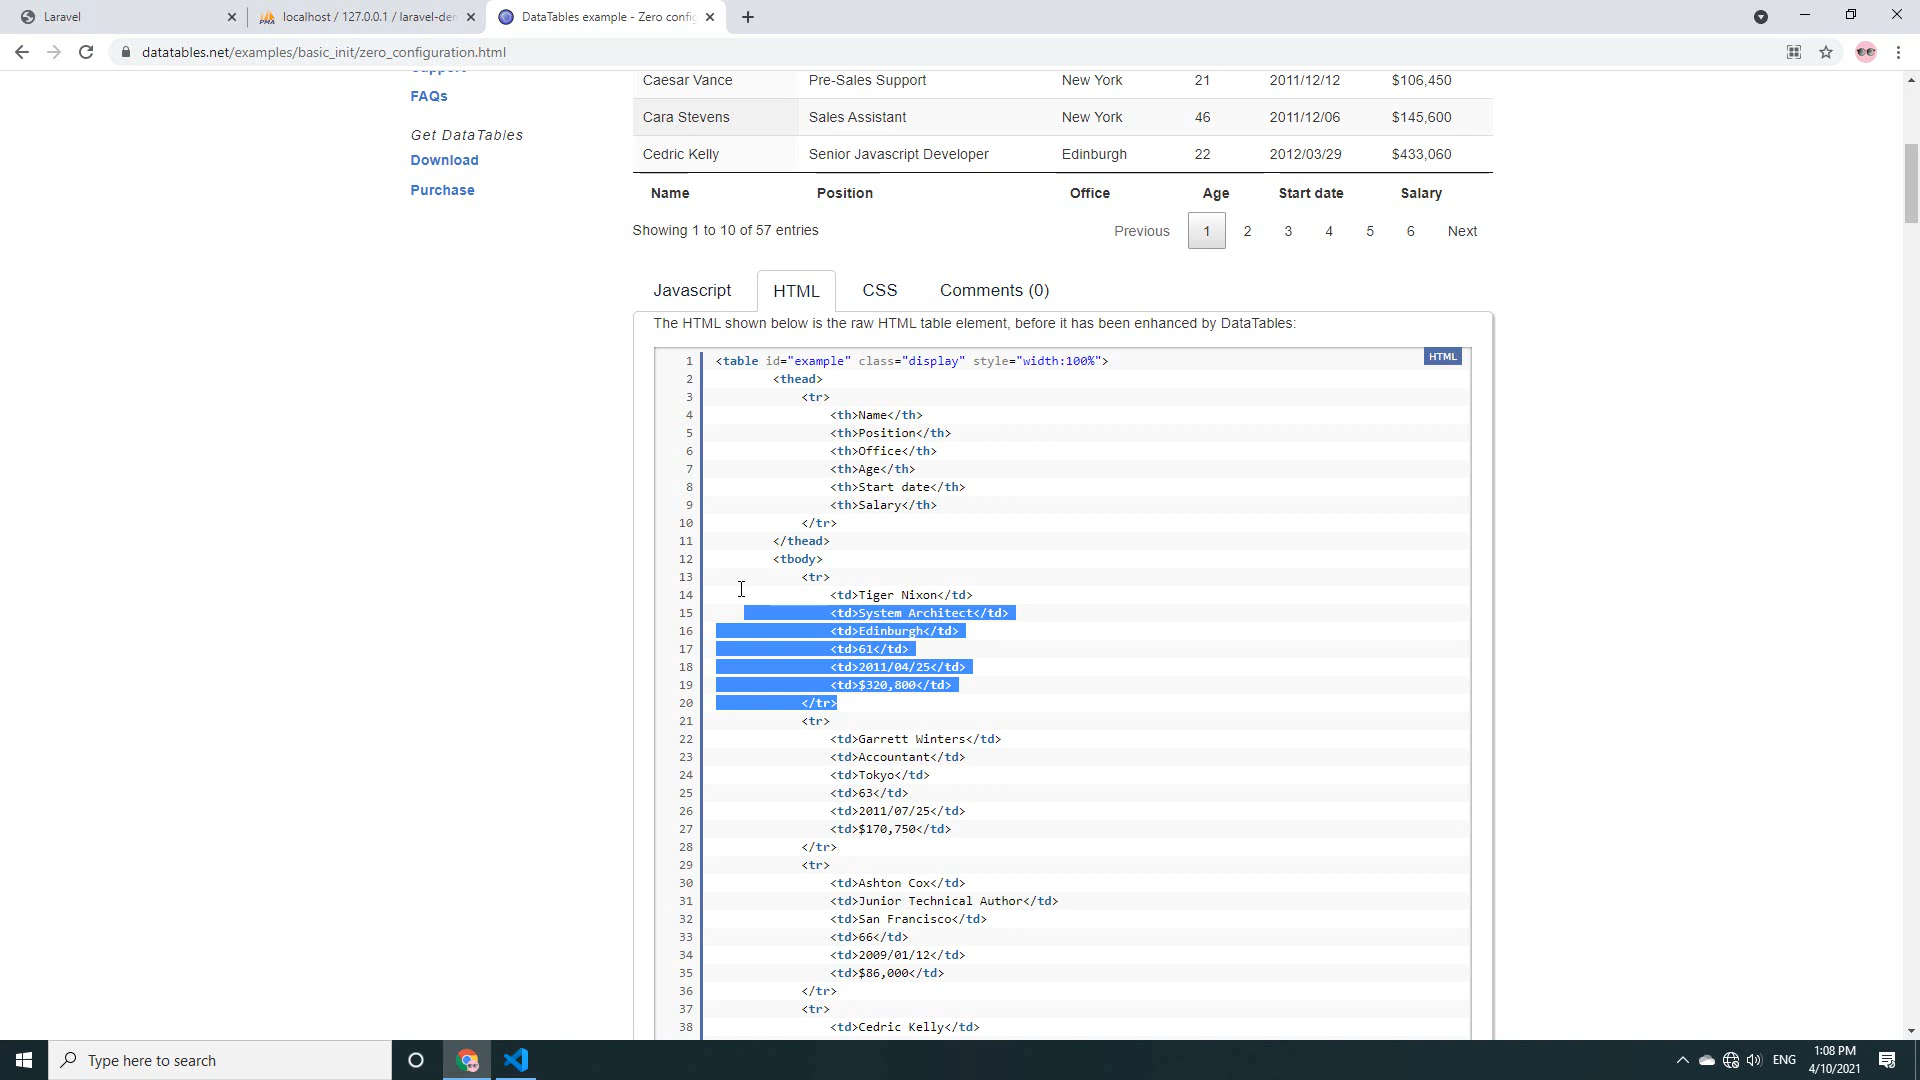 Laravel
localhost / 127.0.0.1 / laravel-der
DataTables example - Zero config
datatables.net/examples/basic_init/zero_configuration.html
Support
FAQs
Get DataTables
Download
Purchase
Caesar Vance Pre-Sales Support New York 21 2011/12/12 $106,450
Cara Stevens Sales Assistant New York 46 2011/12/06 $145,600
Cedric Kelly Senior Javascript Developer Edinburgh 22 2012/03/29 $433,060
Name Position Office Age Start date Salary
Showing 1 to 10 of 57 entries Previous 1 2 3 4 5 6 Next
Javascript HTML CSS Comments (0)
The HTML shown below is the raw HTML table element, before it has been enhanced by DataTables:
HTML
1 <table id="example" class="display" style="width:100%">
2 <thead>
3 <tr>
4 <th>Name</th>
5 <th>Position</th>
6 <th>Office</th>
7 <th>Age</th>
8 <th>Start date</th>
9 <th>Salary</th>
10 </tr>
11 </thead>
12 <tbody>
13 <tr>
14 <td>Tiger Nixon</td>
15 <td>System Architect</td>
16 <td>Edinburgh</td>
17 <td>61</td>
18 <td>2011/04/25</td>
19 <td>$320,800</td>
20 </tr>
21 <tr>
22 <td>Garrett Winters</td>
23 <td>Accountant</td>
24 <td>Tokyo</td>
25 <td>63</td>
26 <td>2011/07/25</td>
27 <td>$170,750</td>
28 </tr>
29 <tr>
30 <td>Ashton Cox</td>
31 <td>Junior Technical Author</td>
32 <td>San Francisco</td>
33 <td>66</td>
34 <td>2009/01/12</td>
35 <td>$86,000</td>
36 </tr>
37 <tr>
38 <td>Cedric Kelly</td>
Type here to search
ENG
1:08 PM
4/10/2021